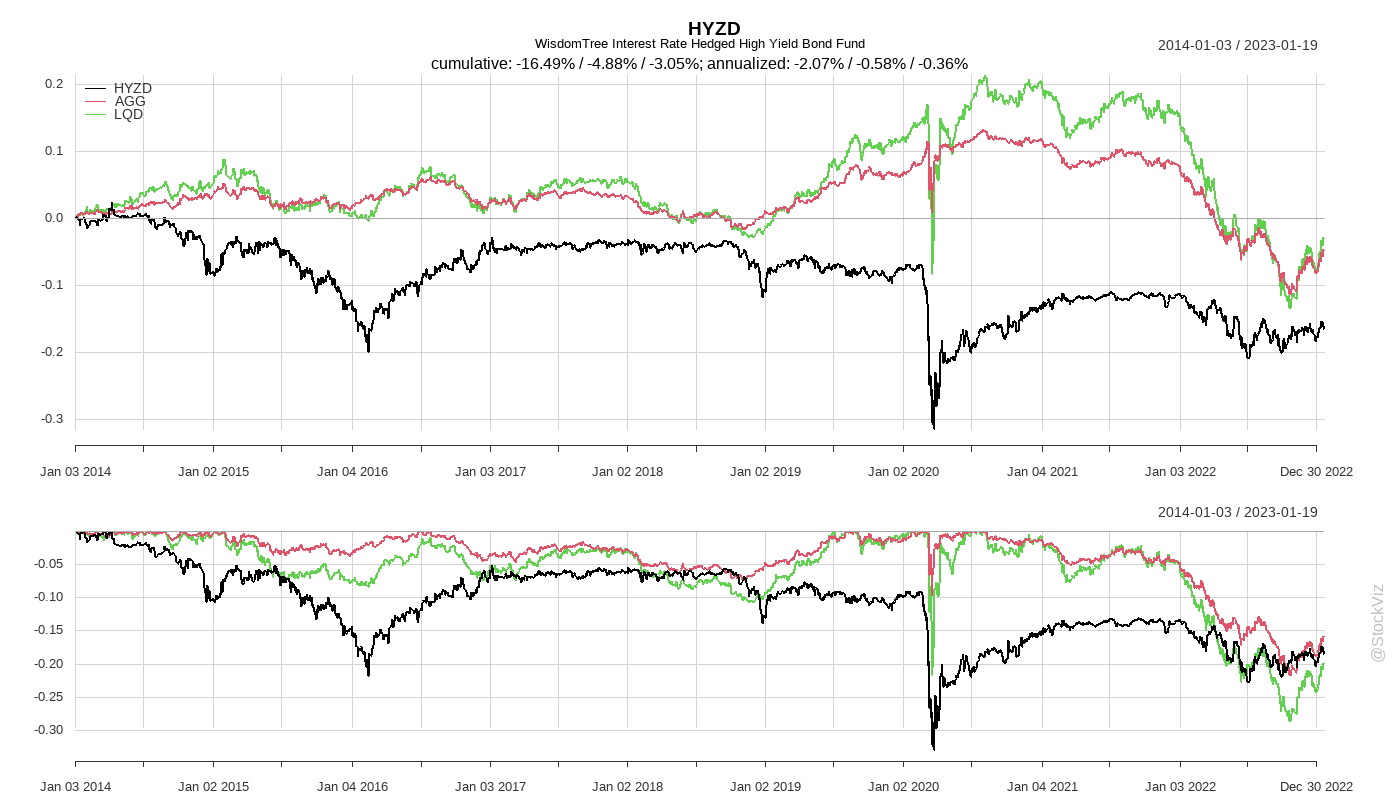 HYZD
WisdomTree Interest Rate Hedged High Yield Bond Fund
2014-01-03 / 2023-01-19
cumulative: -16.49% / -4.88% / -3.05%; annualized: -2.07% / -0.58% / -0.36%
HYZD
AGG
LQD
0.2
0.1
0.0
-0.1
-0.2
-0.3
Jan 03 2014 Jan 02 2015 Jan 04 2016 Jan 03 2017 Jan 02 2018 Jan 02 2019 Jan 02 2020 Jan 04 2021 Jan 03 2022 Dec 30 2022
2014-01-03 / 2023-01-19
-0.05
-0.10
-0.15
-0.20
-0.25
-0.30
Jan 03 2014 Jan 02 2015 Jan 04 2016 Jan 03 2017 Jan 02 2018 Jan 02 2019 Jan 02 2020 Jan 04 2021 Jan 03 2022 Dec 30 2022
@StockViz